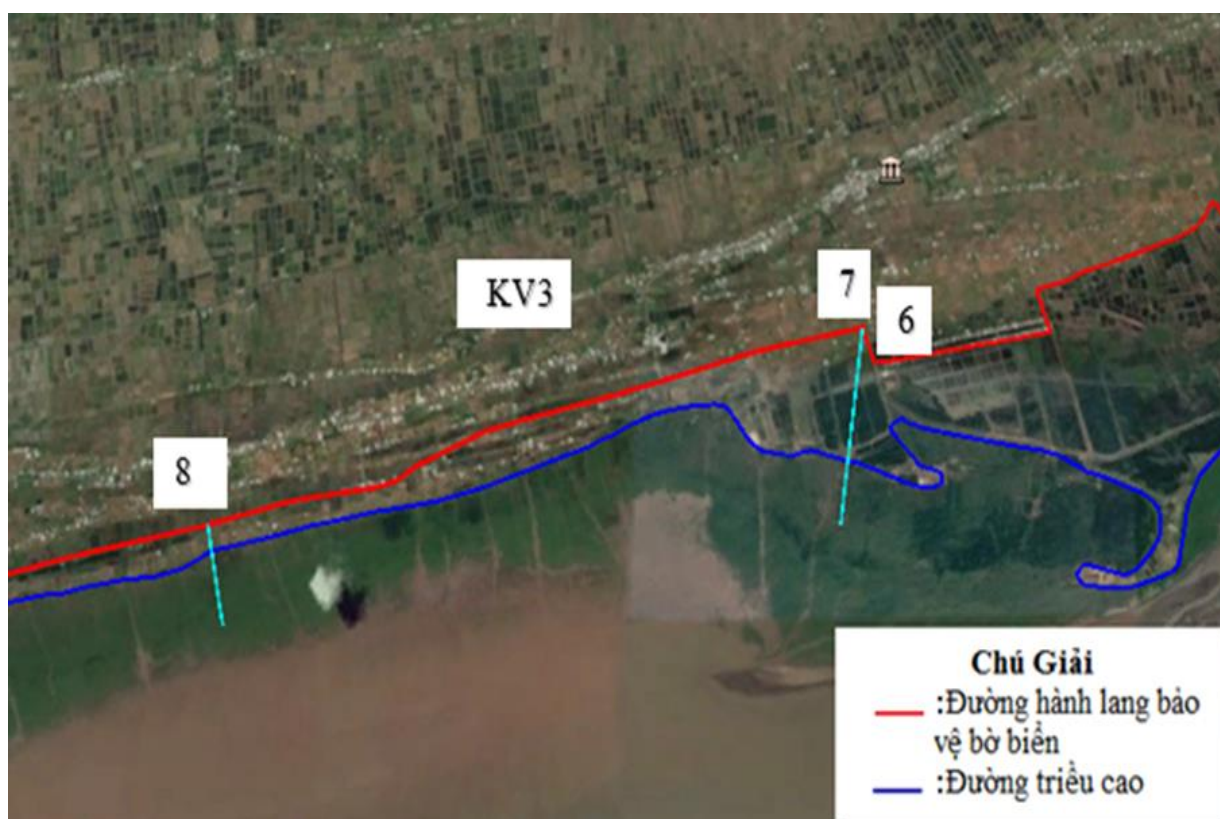 KV3
7
6
8
Chú Giải
:Đường hành lang bảo
vệ bờ biển
:Đường triều cao